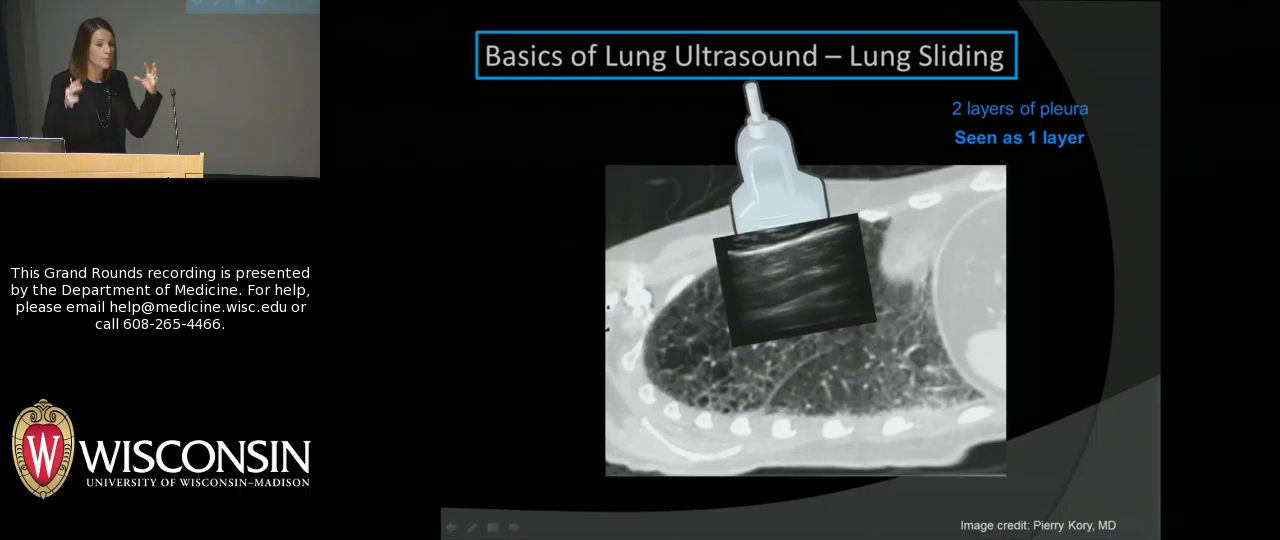 Basics of Lung Ultrasound – Lung Sliding
2 layers of pleura
Seen as 1 layer
This Grand Rounds recording is presented
by the Department of Medicine. For help,
please email help@medicine.wisc.edu or
call 608-265-4466.
W
WISCONSIN
UNIVERSITY OF WISCONSIN–MADISON
Image credit: Pierry Kory, MD